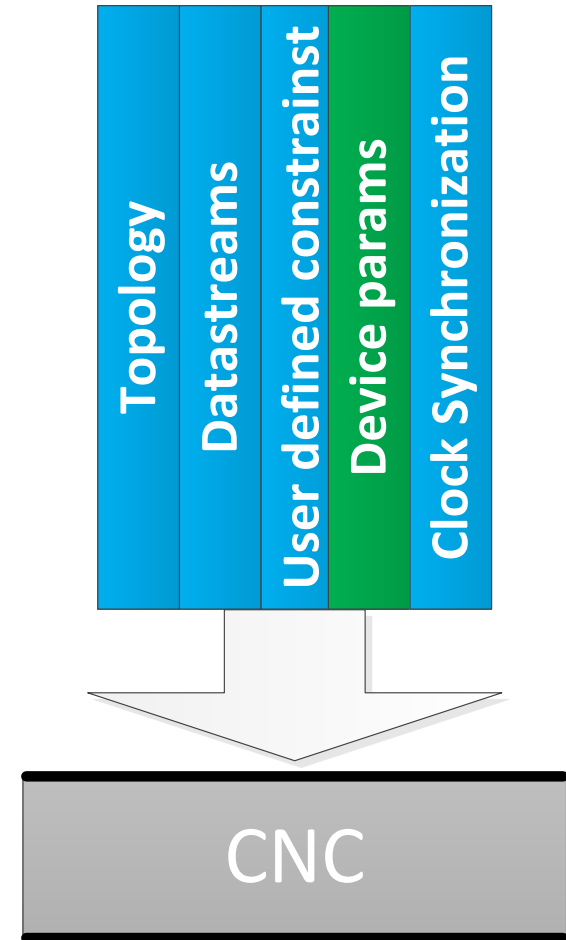 Topology
Datastreams
User defined constrainst
Device params
Clock Synchronization
CNC